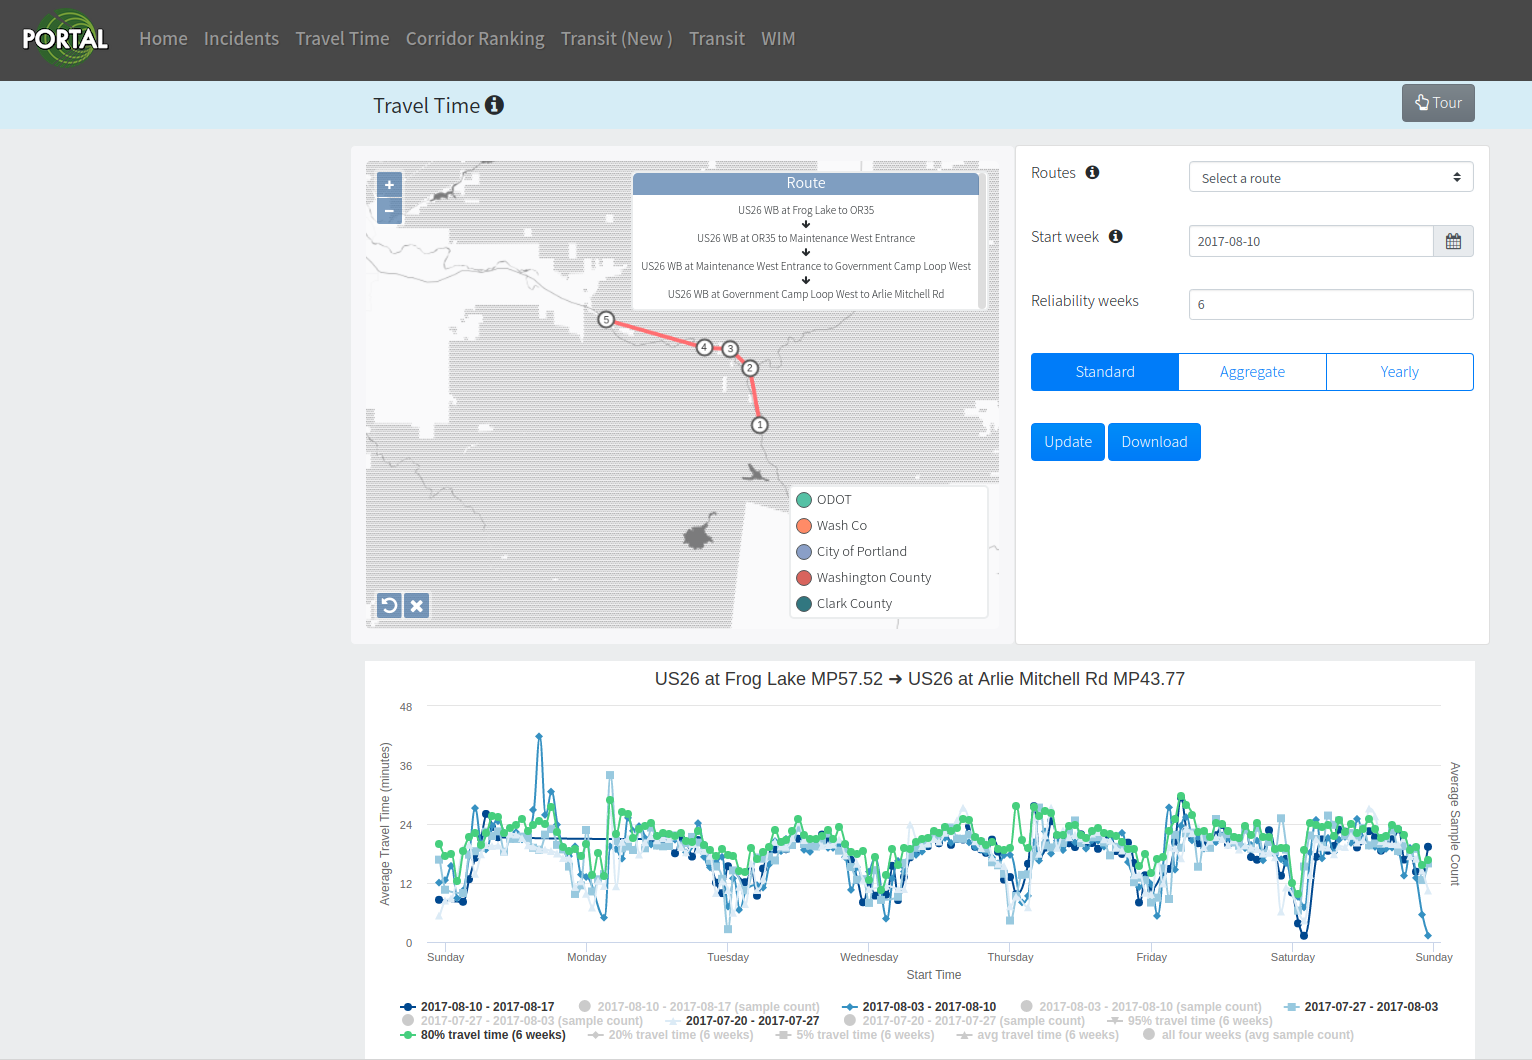 PORTAL Home Incidents Travel Time Corridor Ranking Transit (New ) Transit WIM
Travel Time
Tour
+
−
Route
US26 WB at Frog Lake to OR35
US26 WB at OR35 to Maintenance West Entrance
US26 WB at Maintenance West Entrance to Government Camp Loop West
US26 WB at Government Camp Loop West to Arlie Mitchell Rd
5
4
3
2
1
ODOT
Wash Co
City of Portland
Washington County
Clark County
Routes Select a route
Start week 2017-08-10
Reliability weeks 6
Standard Aggregate Yearly
Update Download
US26 at Frog Lake MP57.52 ➔ US26 at Arlie Mitchell Rd MP43.77
Average Travel Time (minutes)
48
36
24
12
0
Average Sample Count
Sunday Monday Tuesday Wednesday Thursday Friday Saturday Sunday
Start Time
2017-08-10 - 2017-08-17 2017-08-10 - 2017-08-17 (sample count) 2017-08-03 - 2017-08-10 2017-08-03 - 2017-08-10 (sample count) 2017-07-27 - 2017-08-03
2017-07-27 - 2017-08-03 (sample count) 2017-07-20 - 2017-07-27 2017-07-20 - 2017-07-27 (sample count) 95% travel time (6 weeks)
80% travel time (6 weeks) 20% travel time (6 weeks) 5% travel time (6 weeks) avg travel time (6 weeks) all four weeks (avg sample count)